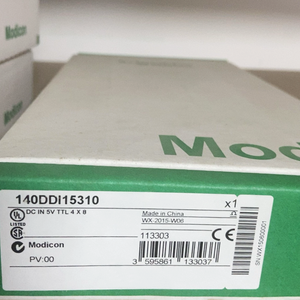 Modicon
Modicon
140DDI15310
x1
DC IN 5V TTL 4 X 8
Made in China
WX-2015-W08
113303
Modicon
PV:00
3 595861 133037